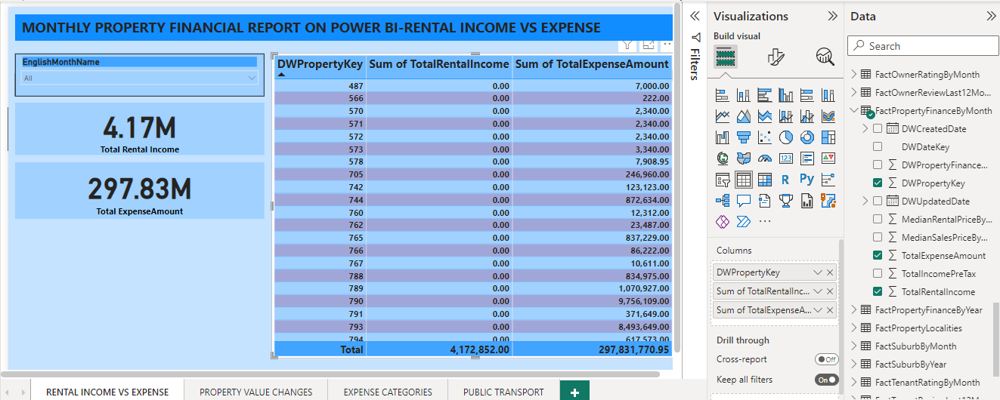 MONTHLY PROPERTY FINANCIAL REPORT ON POWER BI-RENTAL INCOME VS EXPENSE
EnglishMonthName
All
4.17M
Total Rental Income
297.83M
Total ExpenseAmount
DWPropertyKey Sum of TotalRentalIncome Sum of TotalExpenseAmount
487 0.00 7,000.00
566 0.00 222.00
570 0.00 2,340.00
571 0.00 2,340.00
572 0.00 2,340.00
573 0.00 3,340.00
578 0.00 7,908.95
705 0.00 246,960.00
742 0.00 123,123.00
744 0.00 872,634.00
760 0.00 12,312.00
762 0.00 23,487.00
765 0.00 837,229.00
766 0.00 86,222.00
767 0.00 10,611.00
788 0.00 834,975.00
789 0.00 1,070,927.00
790 0.00 9,756,109.00
791 0.00 371,649.00
793 0.00 8,493,649.00
794 0.00 617,573.00
Total 4,172,852.00 297,831,770.95
RENTAL INCOME VS EXPENSE PROPERTY VALUE CHANGES EXPENSE CATEGORIES PUBLIC TRANSPORT +
Filters
Visualizations
Build visual
123
R Py
...
Columns
DWPropertyKey
Sum of TotalRentalInc...
Sum of TotalExpenseA...
Drill through
Cross-report Off
Keep all filters On
Data
Search
FactOwnerRatingByMonth
FactOwnerReviewLast12Mo...
FactPropertyFinanceByMonth
DWCreatedDate
DWDateKey
DWPropertyFinance...
DWPropertyKey
DWUpdatedDate
MedianRentalPriceBy...
MedianSalesPriceBy...
TotalExpenseAmount
TotalIncomePreTax
TotalRentalIncome
FactPropertyFinanceByYear
FactPropertyLocalities
FactSuburbByMonth
FactSuburbByYear
FactTenantRatingByMonth